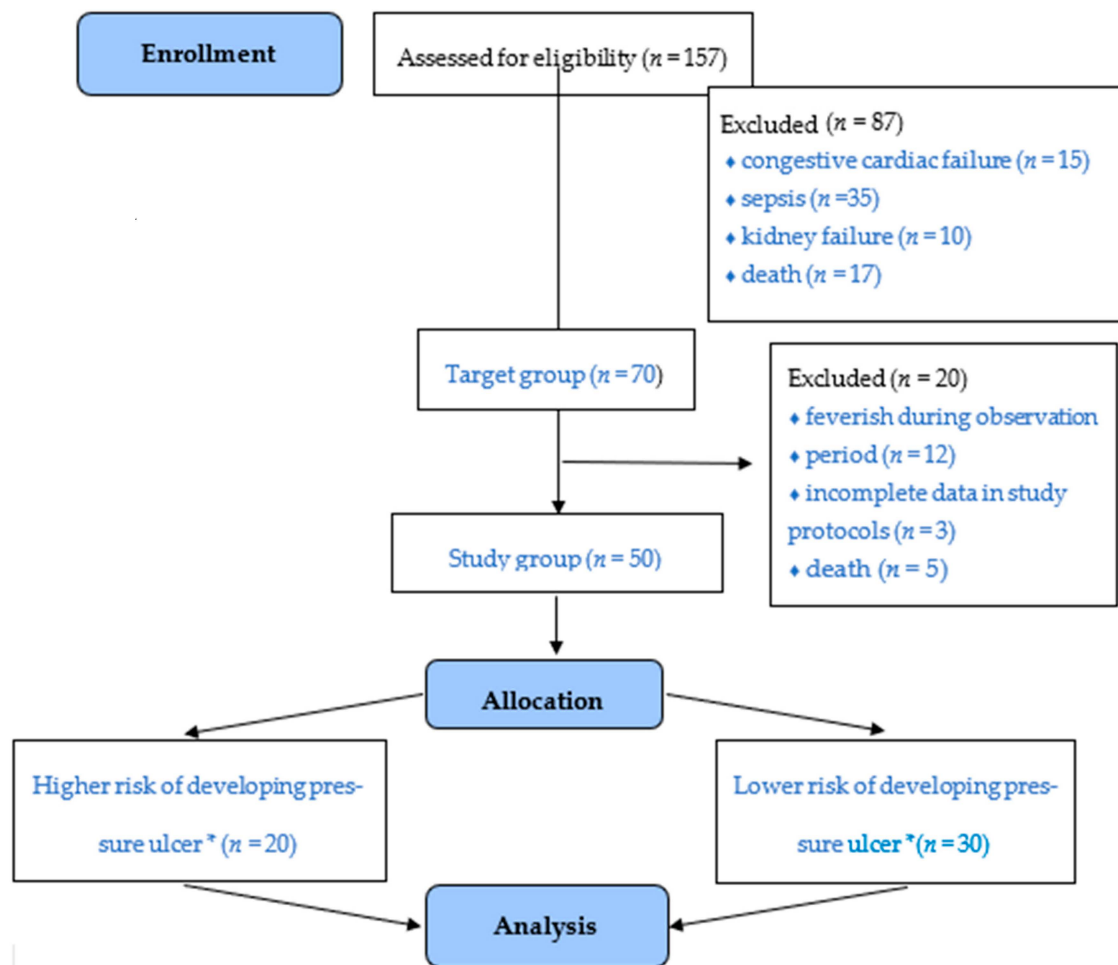 Enrollment
Assessed for eligibility (n = 157)
Excluded (n = 87)
♦ congestive cardiac failure (n = 15)
♦ sepsis (n =35)
♦ kidney failure (n = 10)
♦ death (n = 17)
Target group (n = 70)
Excluded (n = 20)
♦ feverish during observation
♦ period (n = 12)
♦ incomplete data in study
protocols (n = 3)
♦ death (n = 5)
Study group (n = 50)
Allocation
Higher risk of developing pres-
sure ulcer * (n = 20)
Lower risk of developing pres-
sure ulcer *(n = 30)
Analysis